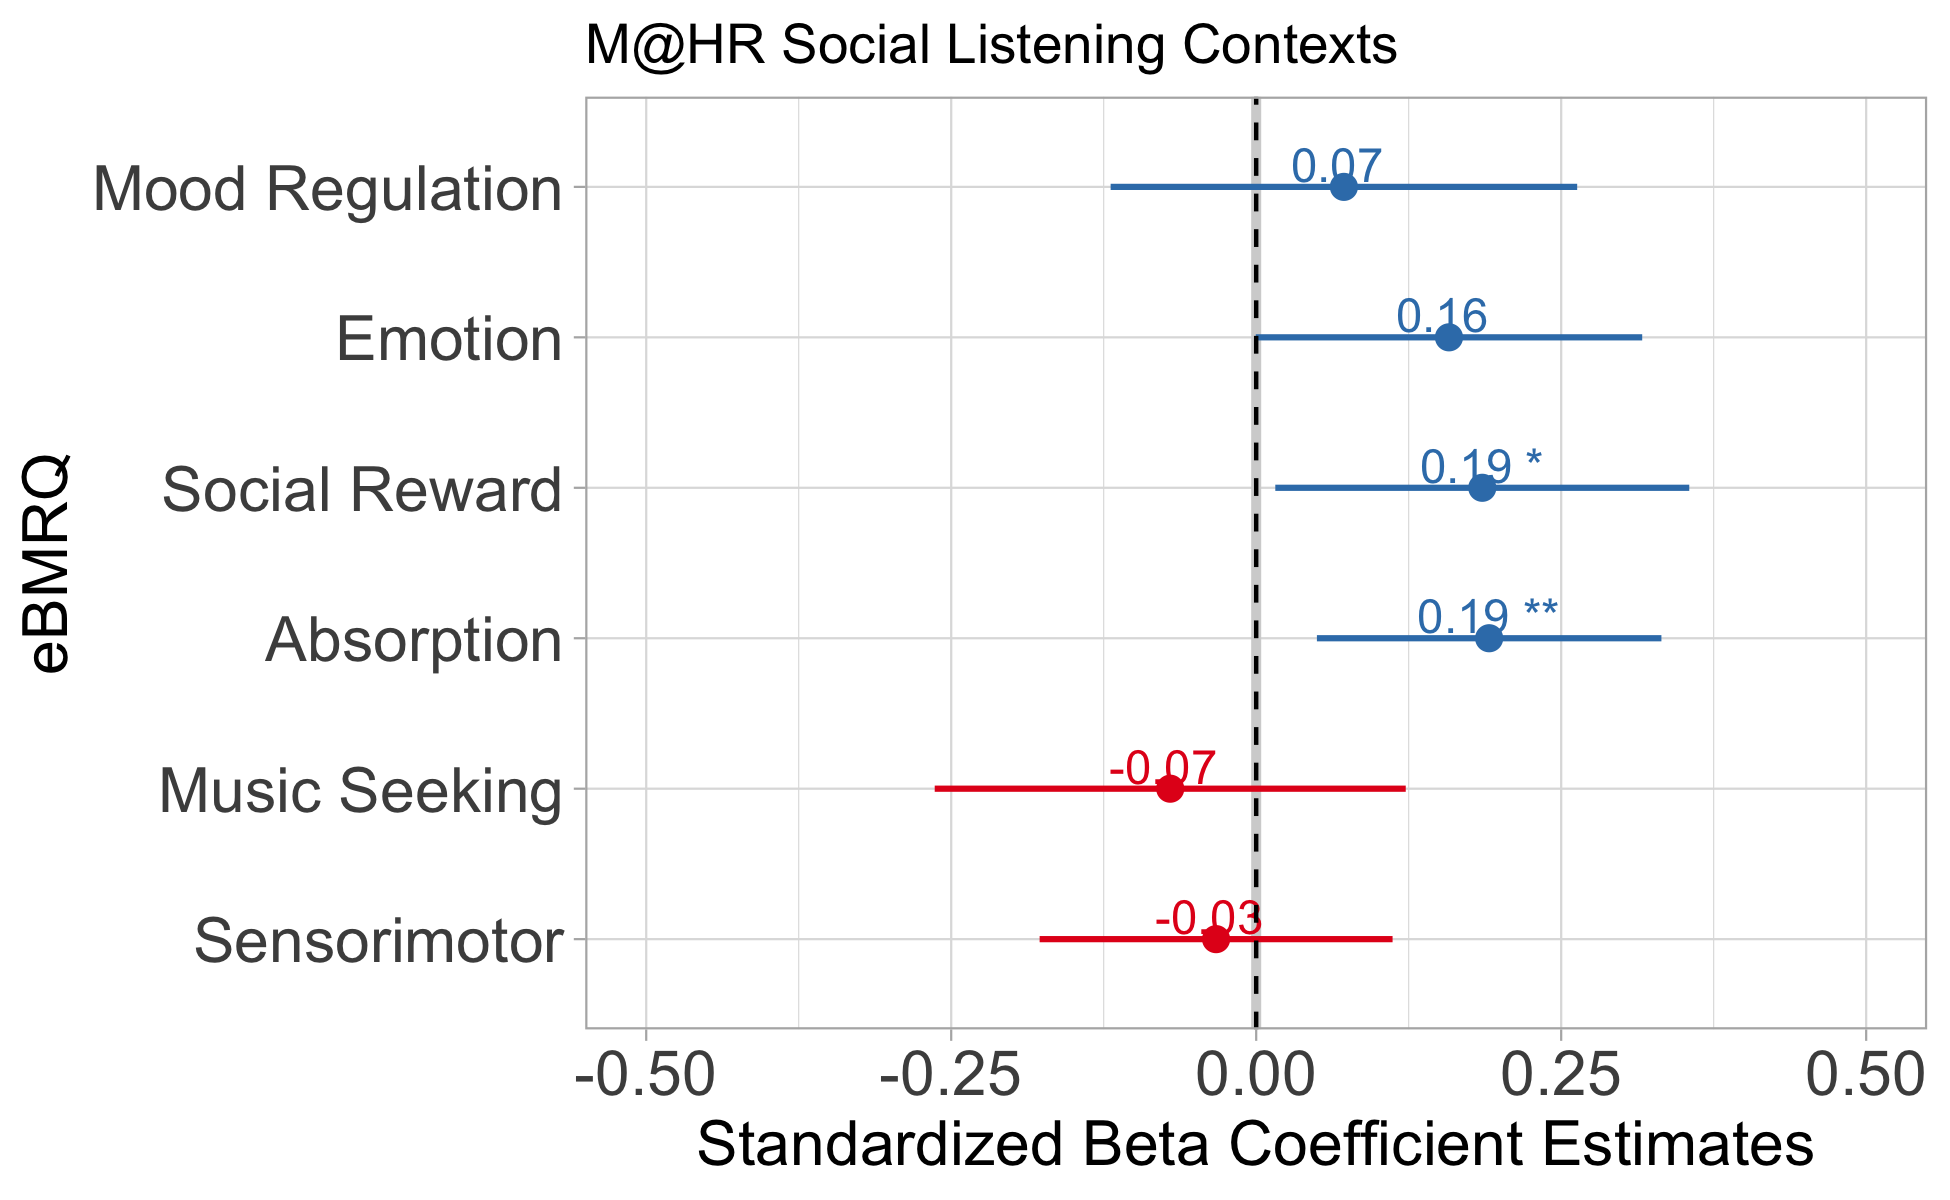 M@HR Social Listening Contexts
eBMRQ
Mood Regulation
0.07
Emotion
0.16
Social Reward
0.19 *
Absorption
0.19 **
Music Seeking
-0.07
Sensorimotor
-0.03
-0.50 -0.25 0.00 0.25 0.50
Standardized Beta Coefficient Estimates